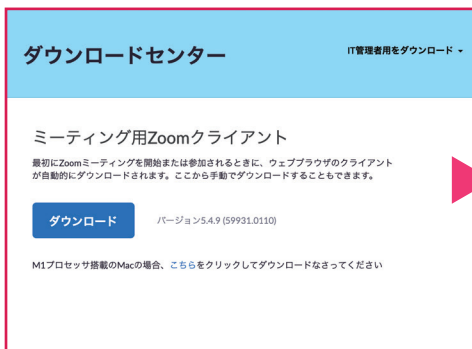 ダウンロードセンター
IT管理者用をダウンロード
ミーティング用Zoomクライアント
最初にZoomミーティングを開始または参加されるときに、ウェブブラウザのクライアント
が自動的にダウンロードされます。ここから手動でダウンロードすることもできます。
ダウンロード
バージョン5.4.9 (59931.0110)
M1プロセッサ搭載のMacの場合、こちらをクリックしてダウンロードなさってください